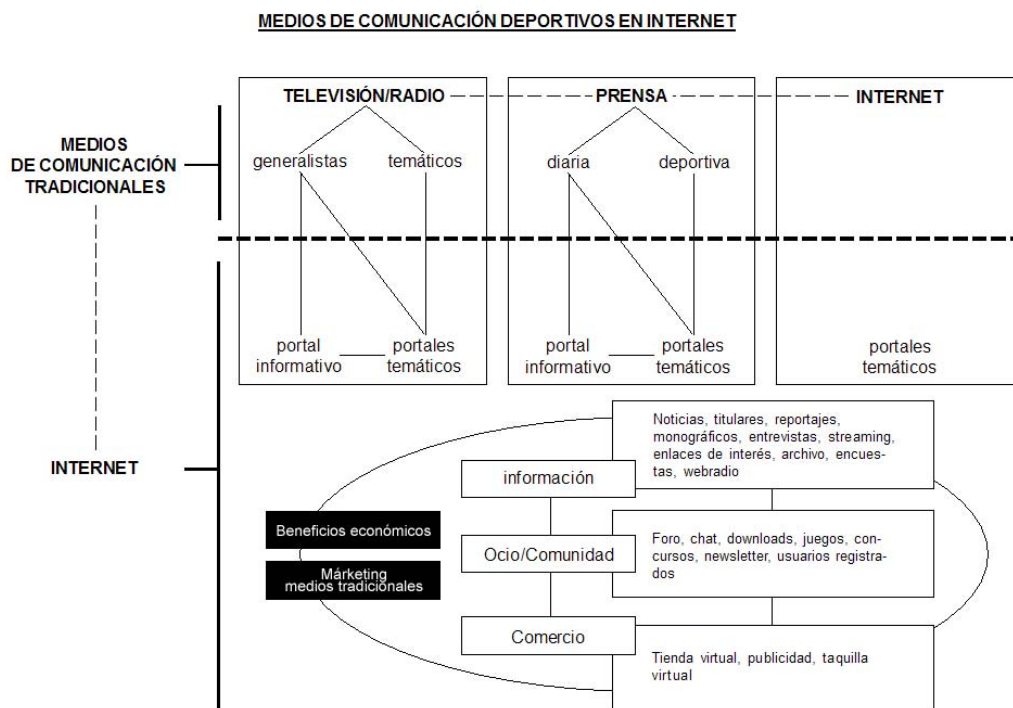 MEDIOS DE COMUNICACIÓN DEPORTIVOS EN INTERNET
TELEVISIÓN/RADIO
PRENSA
INTERNET
MEDIOS
DE COMUNICACIÓN
TRADICIONALES
generalistas
temáticos
diaria
deportiva
portal
informativo
portales
temáticos
portal
informativo
portales
temáticos
portales
temáticos
INTERNET
Noticias, titulares, reportajes,
monográficos, entrevistas, streaming,
enlaces de interés, archivo, encues-
tas, webradio
información
Beneficios económicos
Márketing
medios tradicionales
Ocio/Comunidad
Foro, chat, downloads, juegos, con-
cursos, newsletter, usuarios registra-
dos
Comercio
Tienda virtual, publicidad, taquilla
virtual